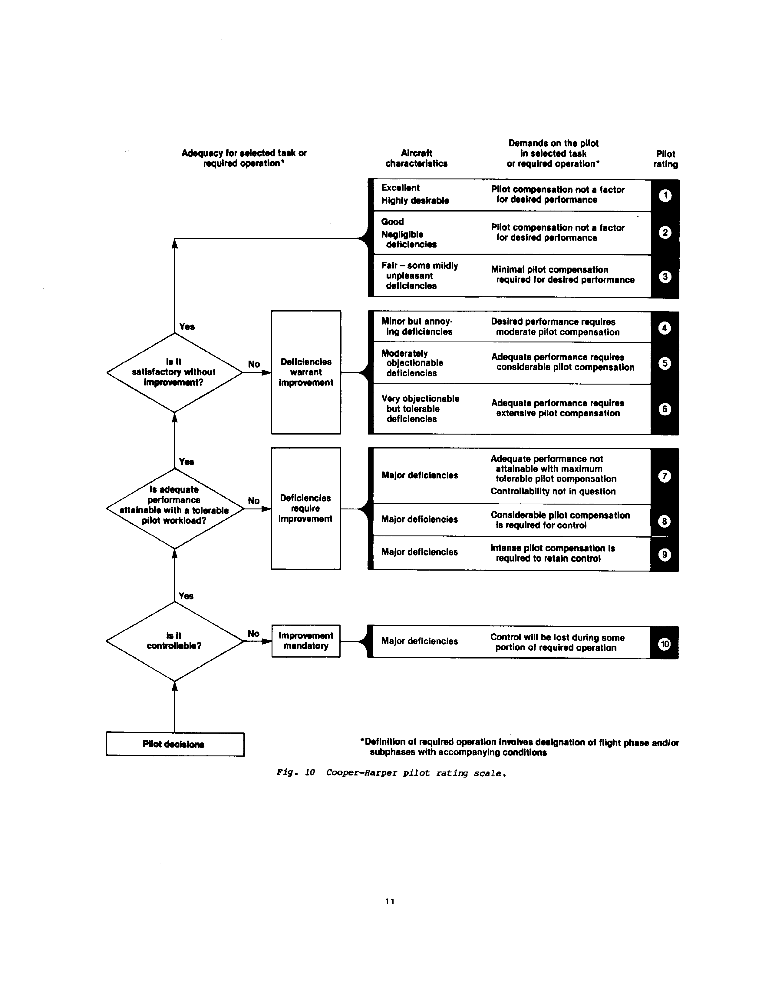 Adequacy for selected task or
required operation*
Aircraft
characteristics
Demands on the pilot
in selected task
or required operation*
Pilot
rating
Excellent
Highly desirable
Pilot compensation not a factor
for desired performance
1
Good
Negligible
deficiencies
Pilot compensation not a factor
for desired performance
2
Fair – some mildly
unpleasant
deficiencies
Minimal pilot compensation
required for desired performance
3
Yes
Is it
satisfactory without
improvement?
No
Deficiencies
warrant
improvement
Minor but annoy-
ing deficiencies
Desired performance requires
moderate pilot compensation
4
Moderately
objectionable
deficiencies
Adequate performance requires
considerable pilot compensation
5
Very objectionable
but tolerable
deficiencies
Adequate performance requires
extensive pilot compensation
6
Yes
Is adequate
performance
attainable with a tolerable
pilot workload?
No
Deficiencies
require
improvement
Major deficiencies
Adequate performance not
attainable with maximum
tolerable pilot compensation
Controllability not in question
7
Major deficiencies
Considerable pilot compensation
is required for control
8
Major deficiencies
Intense pilot compensation is
required to retain control
9
Yes
Is it
controllable?
No
Improvement
mandatory
Major deficiencies
Control will be lost during some
portion of required operation
10
Pilot decisions
*Definition of required operation involves designation of flight phase and/or
subphases with accompanying conditions
Fig. 10 Cooper-Harper pilot rating scale.
11